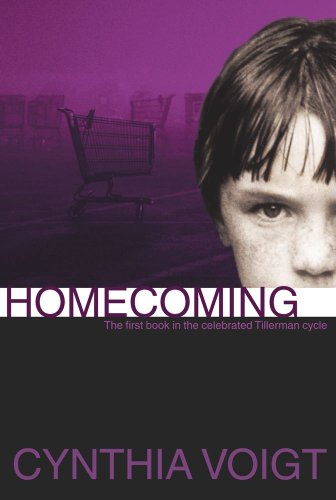 HOMECOMING
The first book in the celebrated Tillerman cycle
CYNTHIA VOIGT